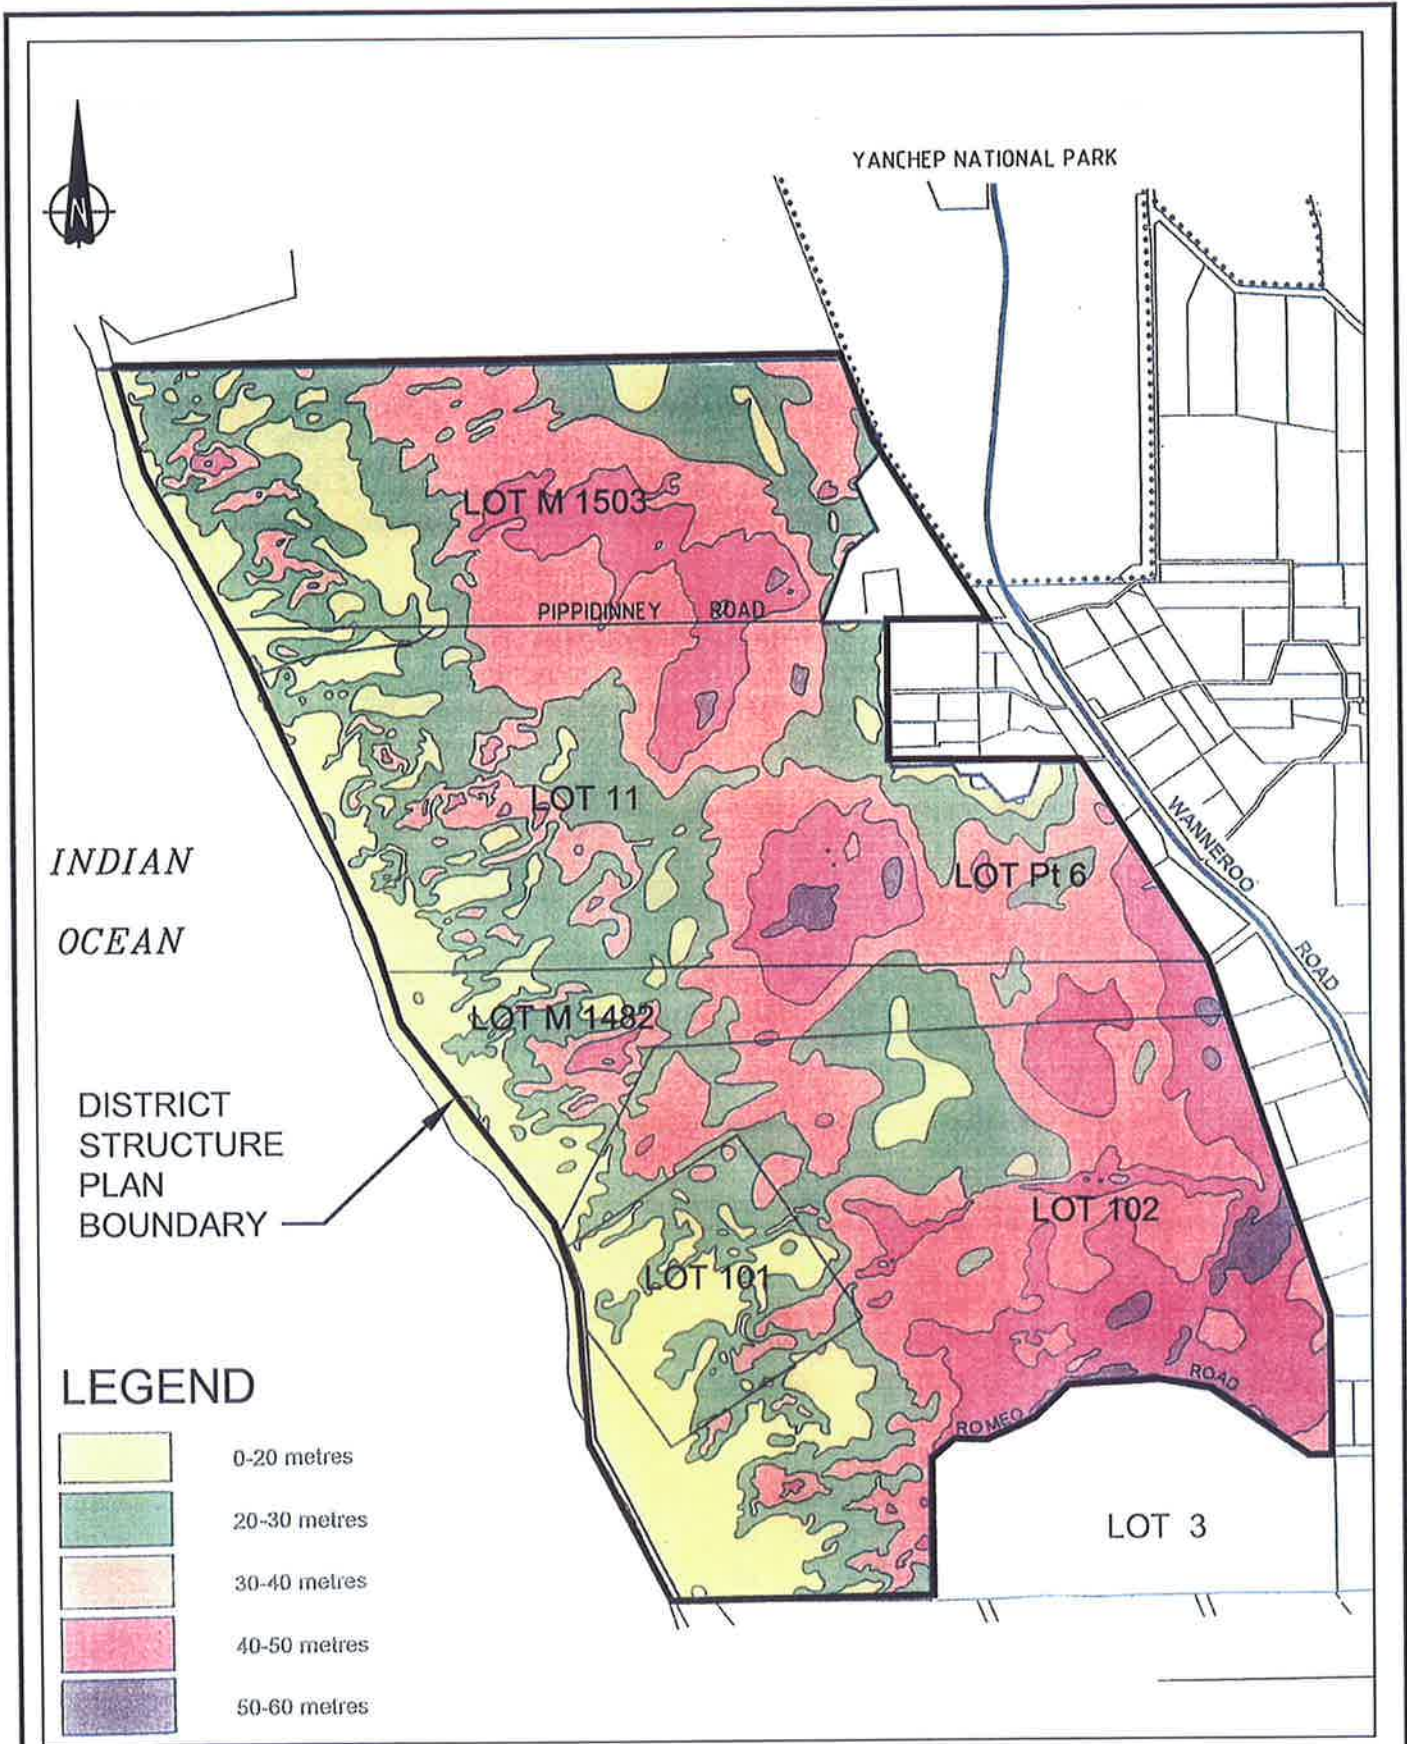 YANCHEP NATIONAL PARK
N
LOT M 1503
PIPPIDINNEY ROAD
LOT 11
LOT Pt 6
WANNEROO
ROAD
INDIAN
OCEAN
LOT M 1482
DISTRICT
STRUCTURE
PLAN
BOUNDARY
LOT 102
LOT 101
ROMEO ROAD
LOT 3
LEGEND
0-20 metres
20-30 metres
30-40 metres
40-50 metres
50-60 metres